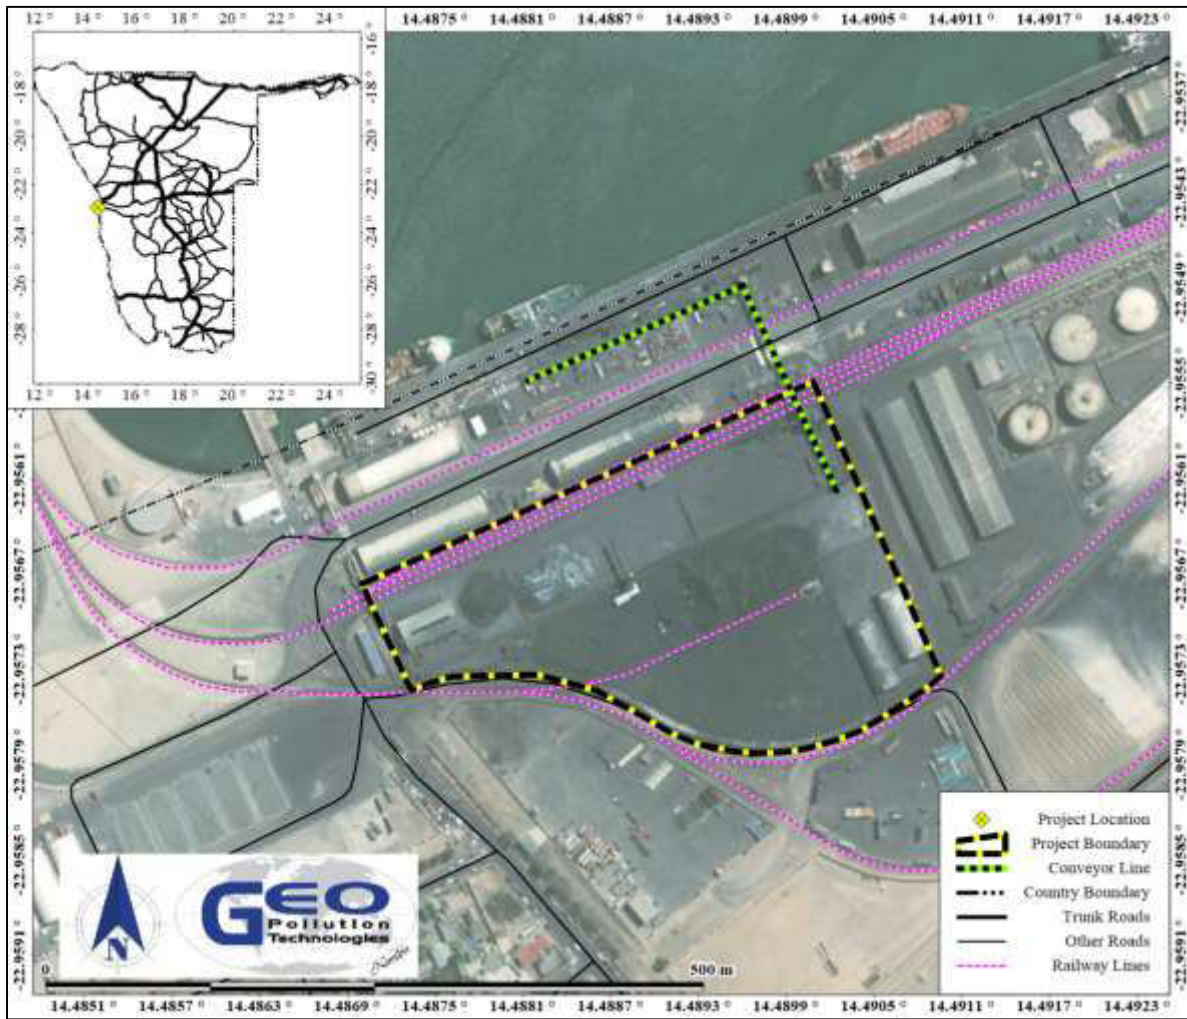 12 ° 14 ° 16 ° 18 ° 20 ° 22 ° 24 °
14.4875 ° 14.4881 ° 14.4887 ° 14.4893 ° 14.4899 ° 14.4905 ° 14.4911 ° 14.4917 ° 14.4923 °
-16 °
-18 ° -18 °
-20 ° -20 °
-22 ° -22 °
-24 ° -24 °
-26 ° -26 °
-28 ° -28 °
-30 °
12 ° 14 ° 16 ° 18 ° 20 ° 22 ° 24 °
-22.9537 °
-22.9543 °
-22.9549 °
-22.9555 °
-22.9561 ° -22.9561 °
-22.9567 ° -22.9567 °
-22.9573 ° -22.9573 °
-22.9579 ° -22.9579 °
-22.9585 ° -22.9585 °
-22.9591 ° -22.9591 °
Project Location
Project Boundary
Conveyor Line
Country Boundary
Trunk Roads
Other Roads
Railway Lines
N
GEO
Pollution
Technologies
0 500 m
14.4851 ° 14.4857 ° 14.4863 ° 14.4869 ° 14.4875 ° 14.4881 ° 14.4887 ° 14.4893 ° 14.4899 ° 14.4905 ° 14.4911 ° 14.4917 ° 14.4923 °